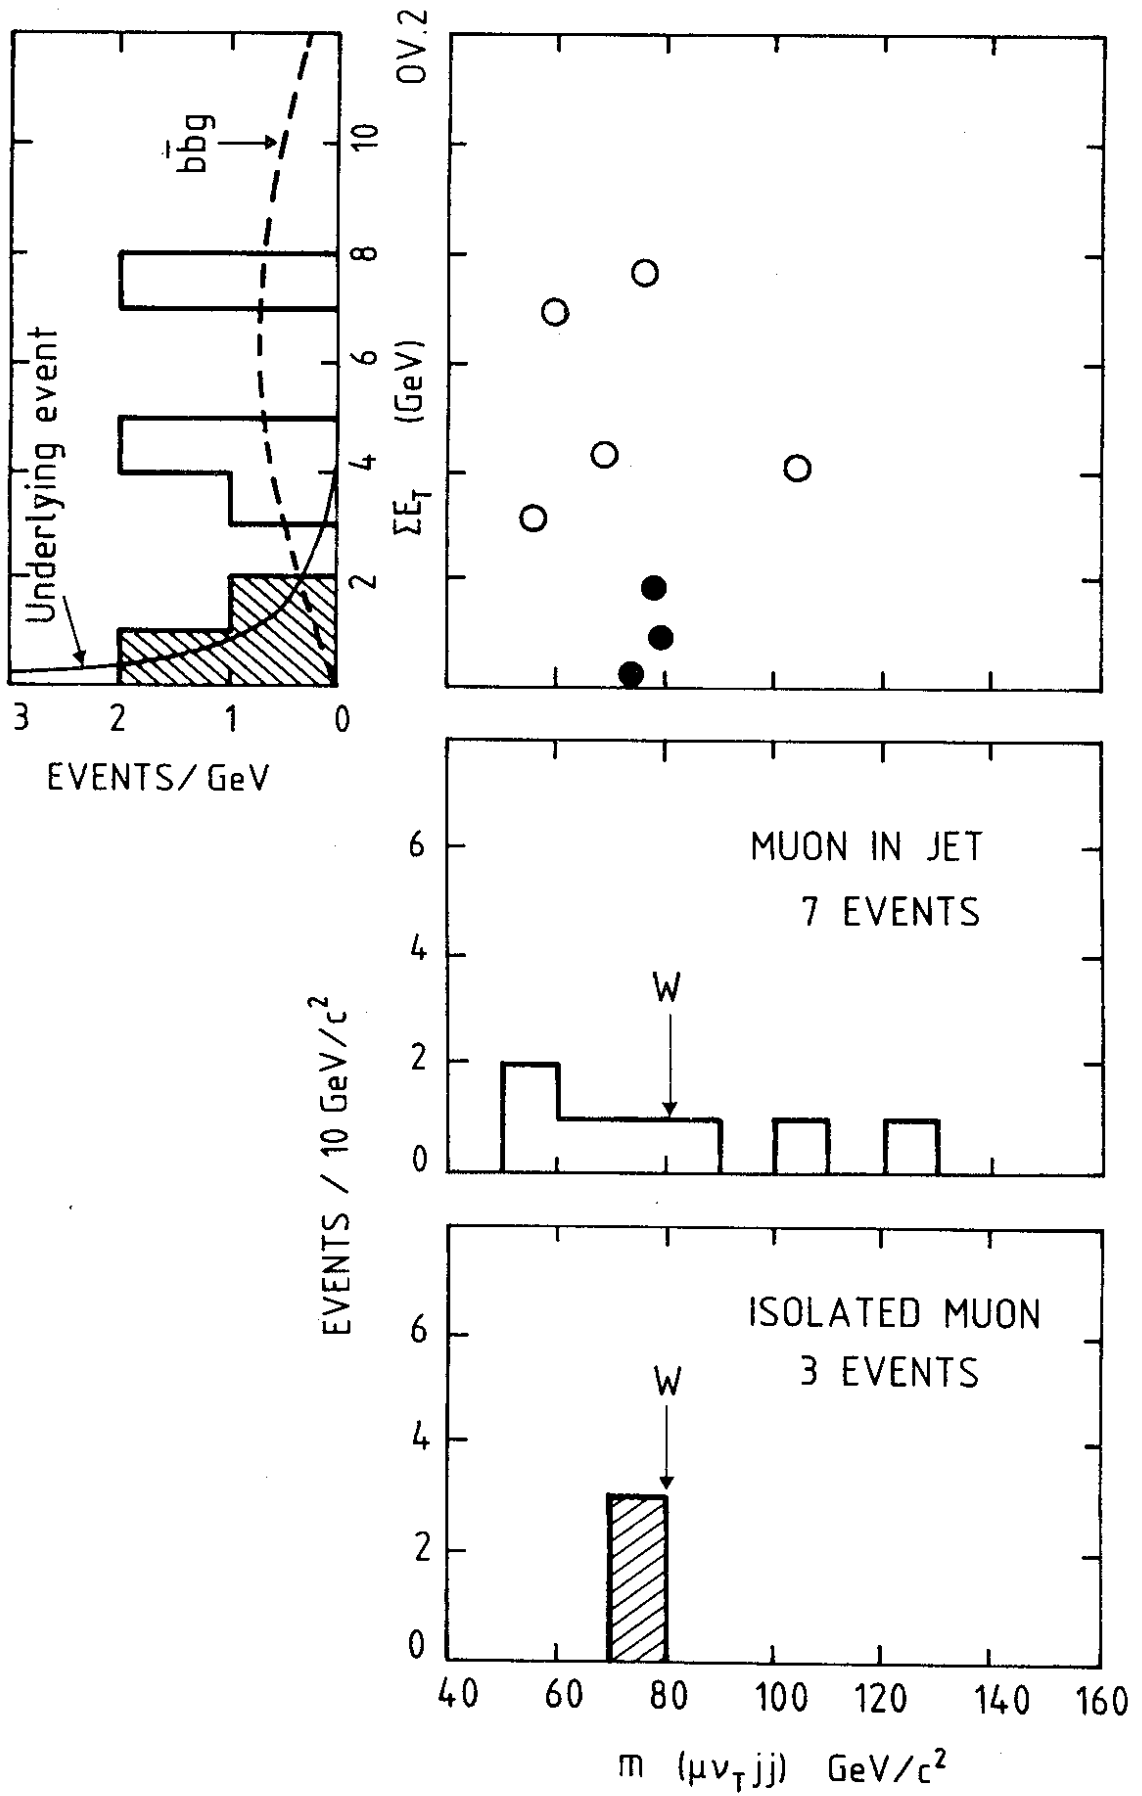 b̄bg
Underlying event
3 2 1 0
EVENTS/GeV
2 4 6 8 10 OV.2
ΣE_T (GeV)
MUON IN JET
7 EVENTS
W
6
4
2
0
EVENTS / 10 GeV/c²
ISOLATED MUON
3 EVENTS
W
6
4
2
0
40 60 80 100 120 140 160
m (μν_T jj) GeV/c²